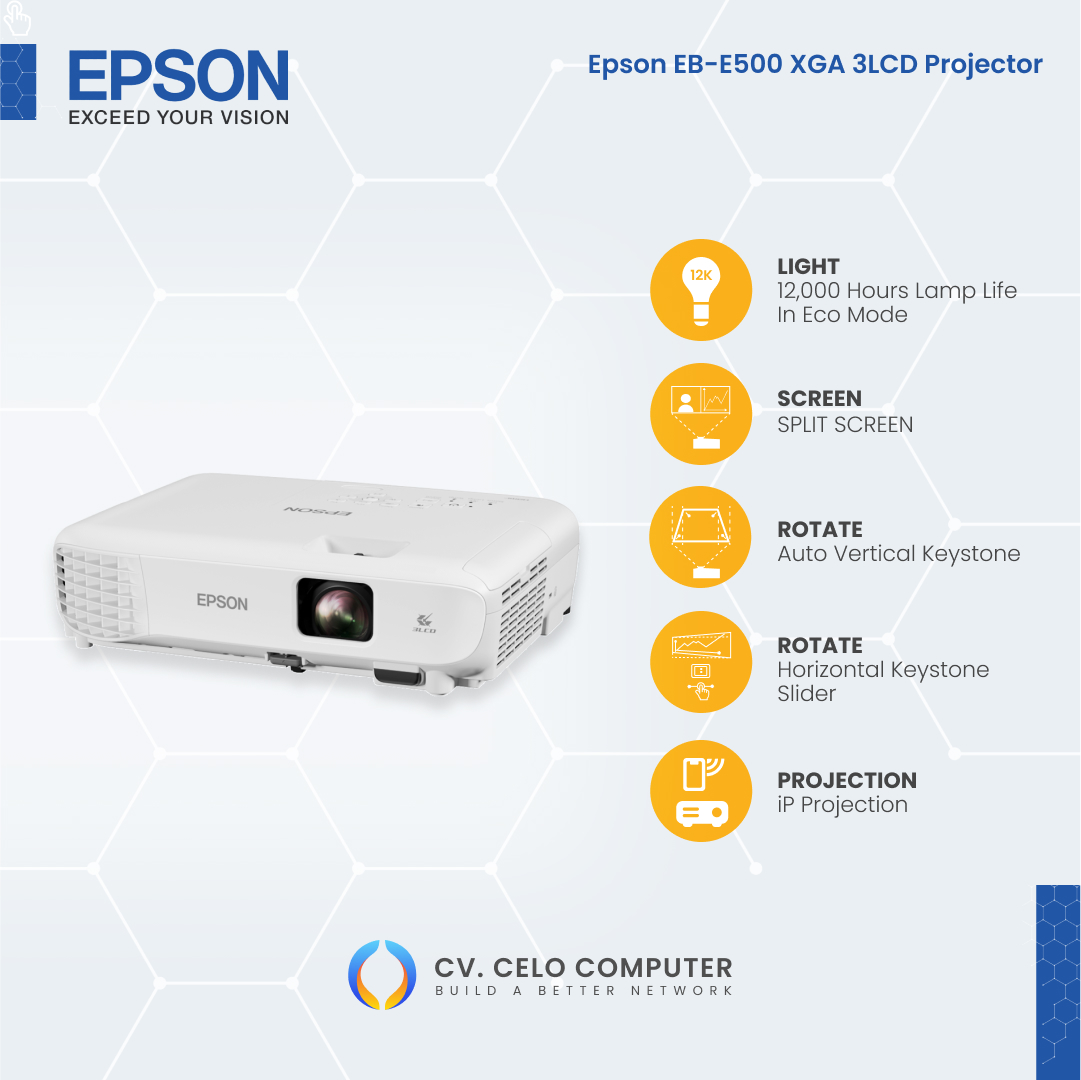 EPSON
EXCEED YOUR VISION
Epson EB-E500 XGA 3LCD Projector
12K
LIGHT
12,000 Hours Lamp Life
In Eco Mode
SCREEN
SPLIT SCREEN
ROTATE
Auto Vertical Keystone
ROTATE
Horizontal Keystone
Slider
PROJECTION
iP Projection
EPSON
EPSON
3LCD
CV. CELO COMPUTER
BUILD A BETTER NETWORK